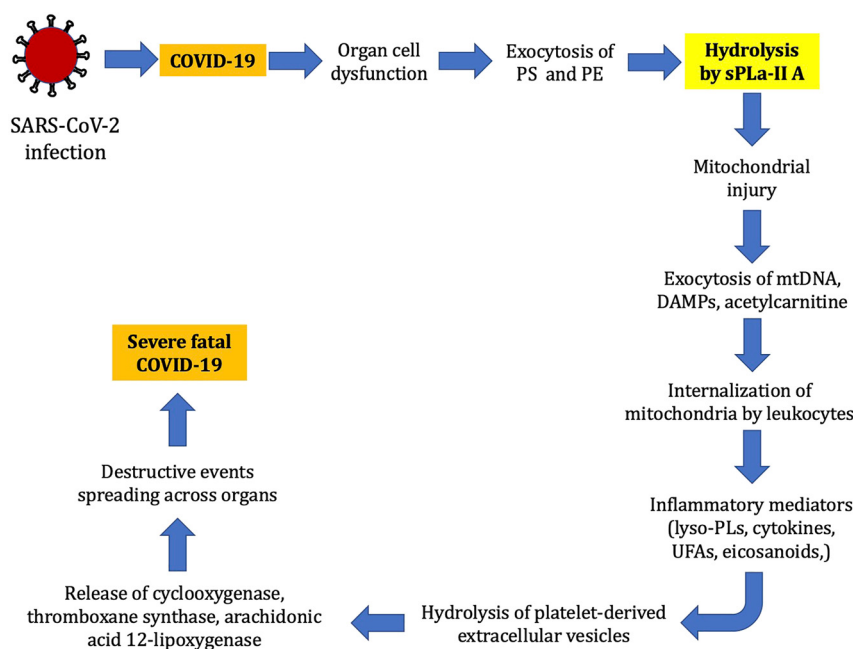 SARS-CoV-2
infection
COVID-19
Organ cell
dysfunction
Exocytosis of
PS and PE
Hydrolysis
by sPLa-II A
Mitochondrial
injury
Exocytosis of mtDNA,
DAMPs, acetylcarnitine
Internalization of
mitochondria by leukocytes
Inflammatory mediators
(lyso-PLs, cytokines,
UFAs, eicosanoids,)
Hydrolysis of platelet-derived
extracellular vesicles
Release of cyclooxygenase,
thromboxane synthase, arachidonic
acid 12-lipoxygenase
Destructive events
spreading across organs
Severe fatal
COVID-19